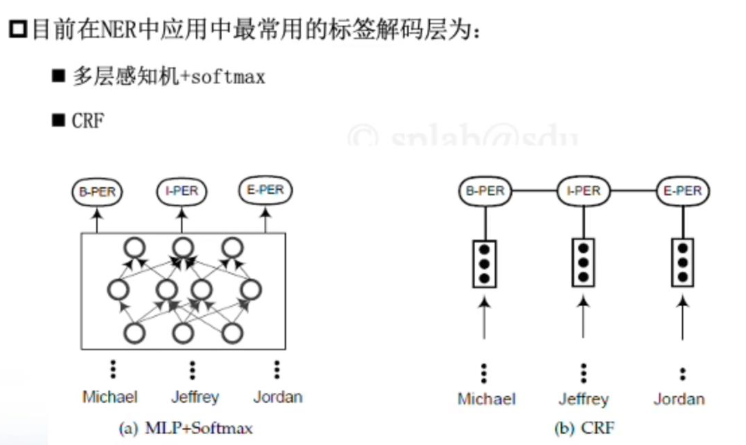 目前在NER中应用中最常用的标签解码层为：
多层感知机+softmax
CRF
© splab@sdu
B-PER I-PER E-PER
B-PER I-PER E-PER
Michael Jeffrey Jordan
Michael Jeffrey Jordan
(a) MLP+Softmax
(b) CRF